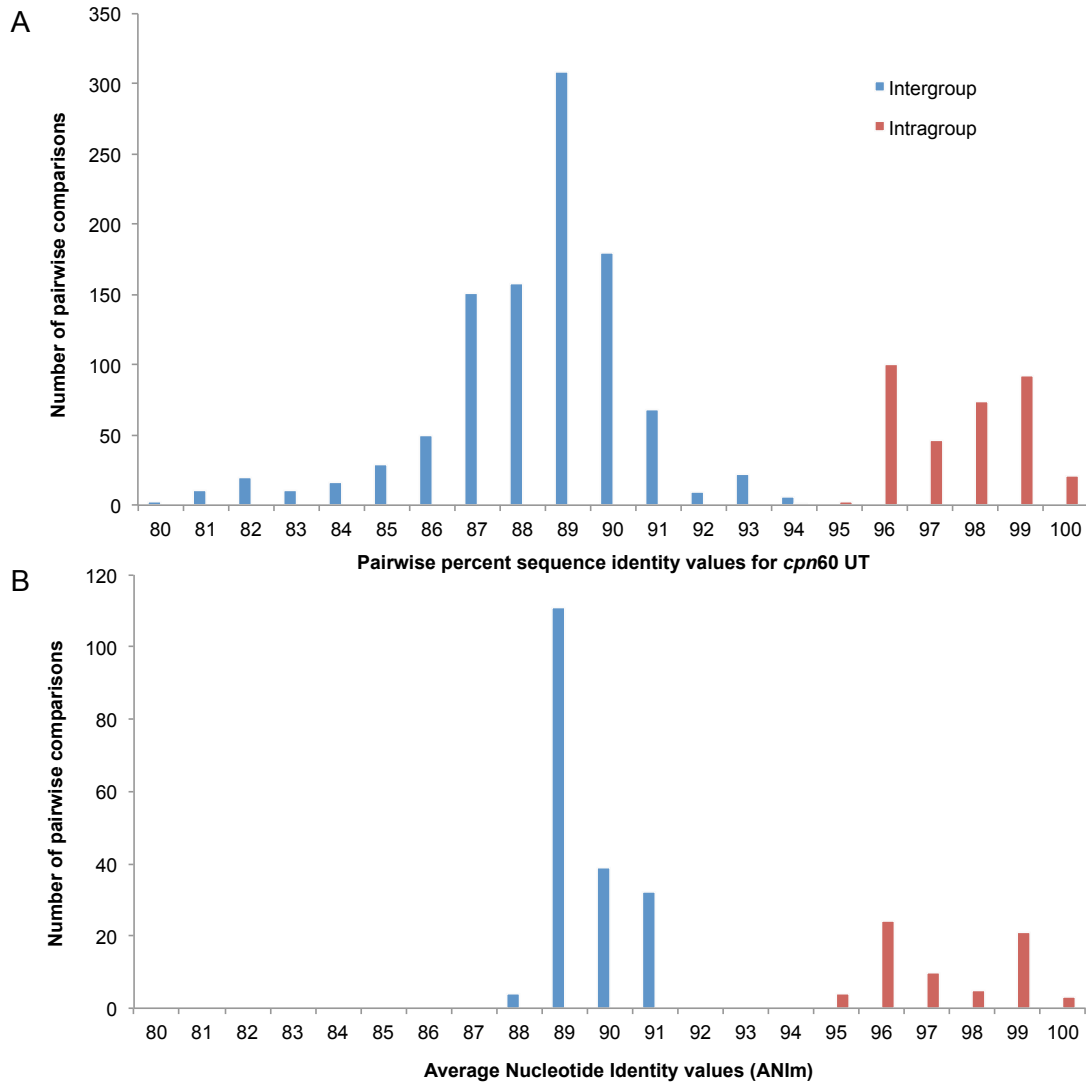 A
350
300
250
200
150
100
50
0
Number of pairwise comparisons
Intergroup
Intragroup
80 81 82 83 84 85 86 87 88 89 90 91 92 93 94 95 96 97 98 99 100
Pairwise percent sequence identity values for cpn60 UT
B
120
100
80
60
40
20
0
Number of pairwise comparisons
80 81 82 83 84 85 86 87 88 89 90 91 92 93 94 95 96 97 98 99 100
Average Nucleotide Identity values (ANIm)